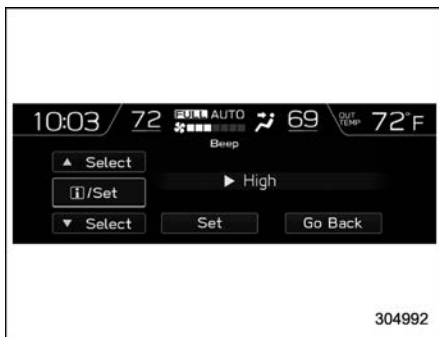 10:03 72 FULL AUTO 69 OUT TEMP 72°F
Beep
▲ Select
i/Set
▶ High
▼ Select Set Go Back
304992